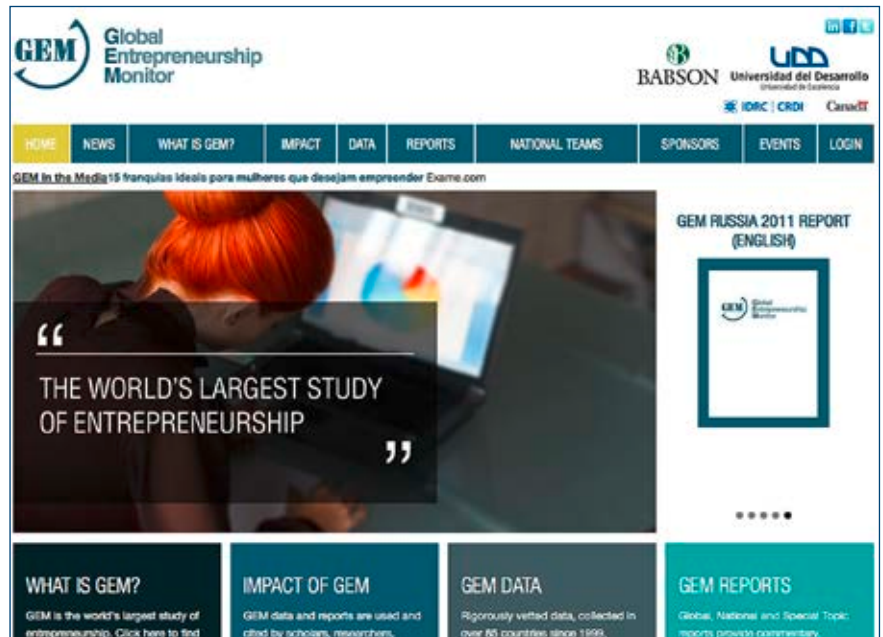 GEM
Global
Entrepreneurship
Monitor
in f t
BABSON
UDD
Universidad del Desarrollo
Universidad de Excelencia
IDRC | CRDI
Canada
HOME NEWS WHAT IS GEM? IMPACT DATA REPORTS NATIONAL TEAMS SPONSORS EVENTS LOGIN
GEM In the Media 15 franquias ideais para mulheres que desejam empreender Exame.com
“
THE WORLD'S LARGEST STUDY
OF ENTREPRENEURSHIP
”
GEM RUSSIA 2011 REPORT
(ENGLISH)
GEM
Global
Entrepreneurship
Monitor
WHAT IS GEM?
GEM is the world's largest study of
entrepreneurship. Click here to find
IMPACT OF GEM
GEM data and reports are used and
cited by scholars, researchers,
GEM DATA
Rigorously vetted data, collected in
over 85 countries since 1999.
GEM REPORTS
Global, National and Special Topic
reports provide commentary